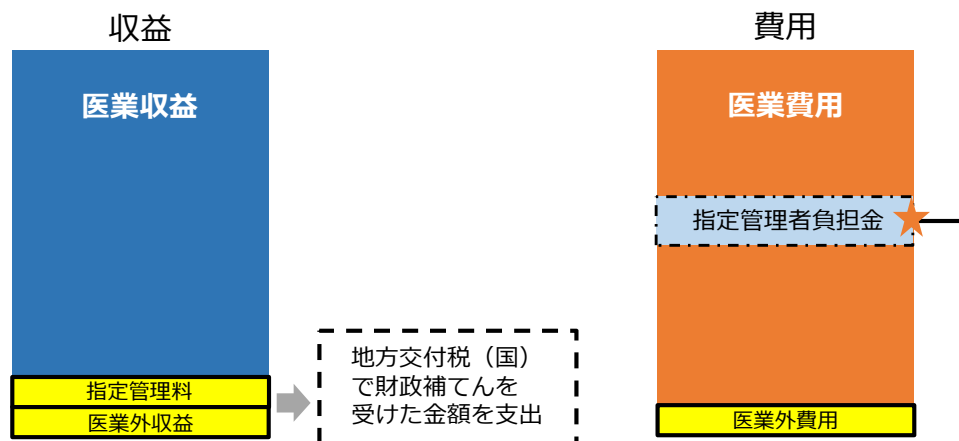 収益
医業収益
指定管理料
医業外収益
地方交付税（国）
で財政補てんを
受けた金額を支出
費用
医業費用
指定管理者負担金
医業外費用